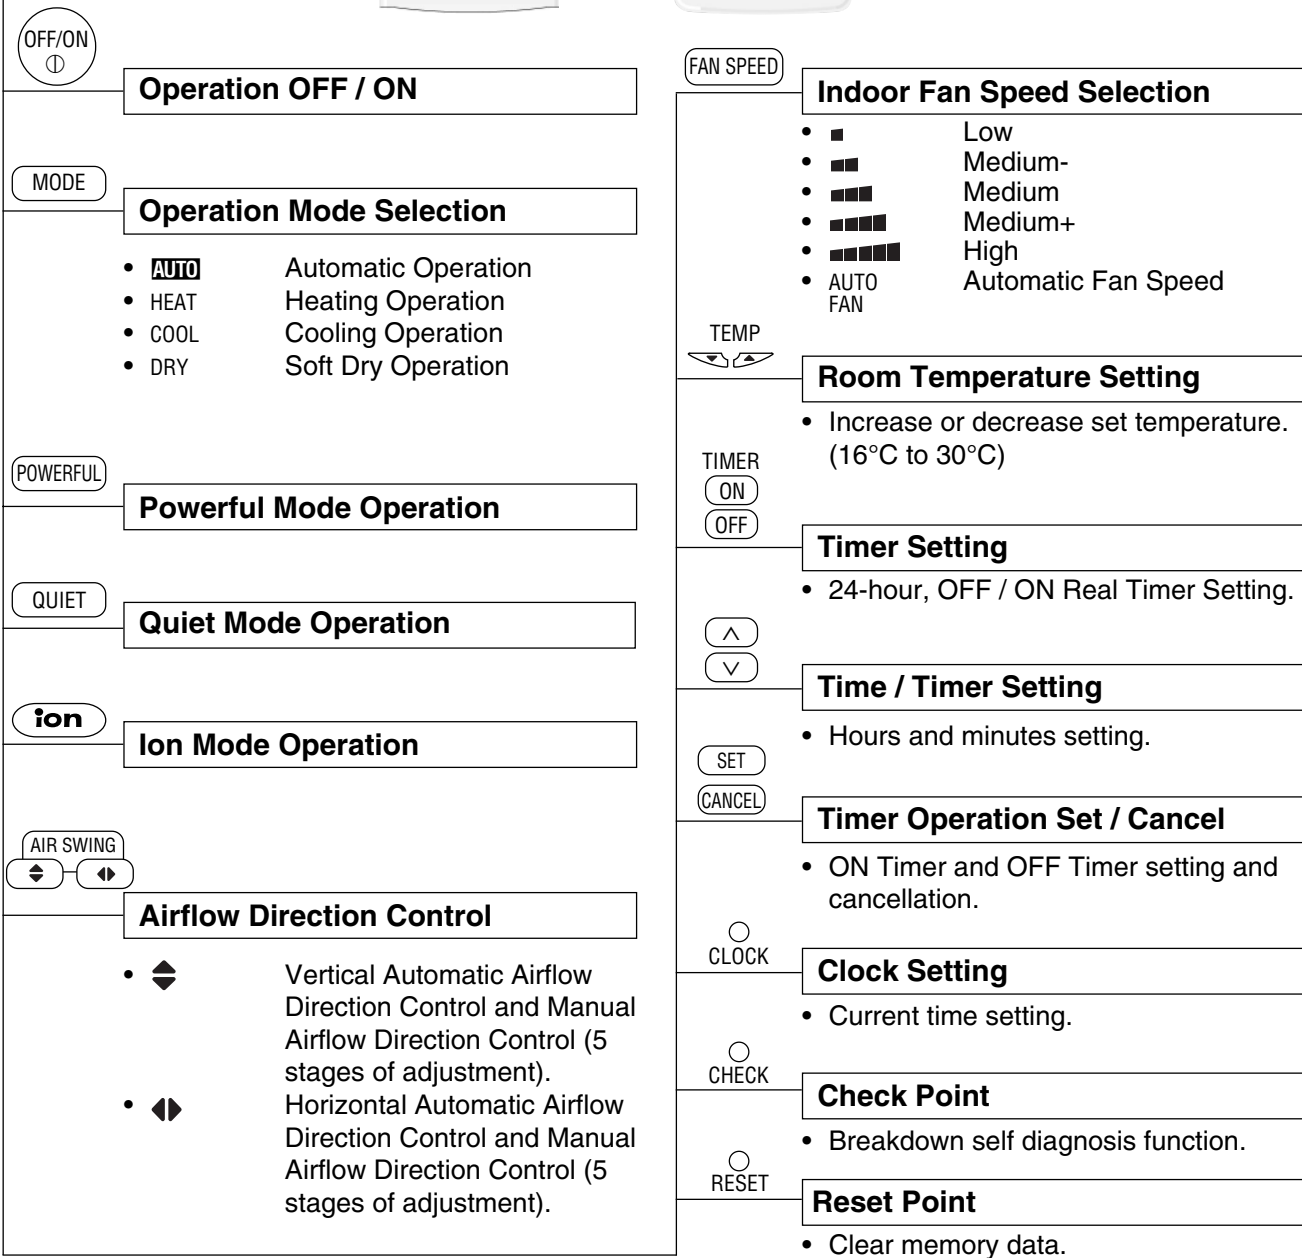 OFF/ON
Operation OFF / ON
MODE
Operation Mode Selection
• AUTO Automatic Operation
• HEAT Heating Operation
• COOL Cooling Operation
• DRY Soft Dry Operation
POWERFUL
Powerful Mode Operation
QUIET
Quiet Mode Operation
ion
Ion Mode Operation
AIR SWING
Airflow Direction Control
• Vertical Automatic Airflow
Direction Control and Manual
Airflow Direction Control (5
stages of adjustment).
• Horizontal Automatic Airflow
Direction Control and Manual
Airflow Direction Control (5
stages of adjustment).
FAN SPEED
Indoor Fan Speed Selection
• Low
• Medium-
• Medium
• Medium+
• High
• AUTO Automatic Fan Speed
FAN
TEMP
Room Temperature Setting
• Increase or decrease set temperature.
(16°C to 30°C)
TIMER
ON
OFF
Timer Setting
• 24-hour, OFF / ON Real Timer Setting.
Time / Timer Setting
• Hours and minutes setting.
SET
CANCEL
Timer Operation Set / Cancel
• ON Timer and OFF Timer setting and
cancellation.
CLOCK
Clock Setting
• Current time setting.
CHECK
Check Point
• Breakdown self diagnosis function.
RESET
Reset Point
• Clear memory data.